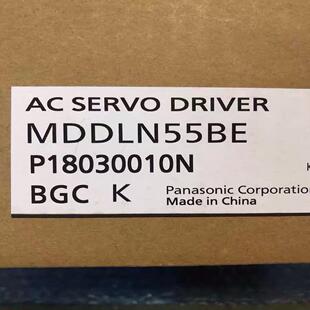 AC SERVO DRIVER
MDDLN55BE
P18030010N
BGC K Panasonic Corporation
Made in China